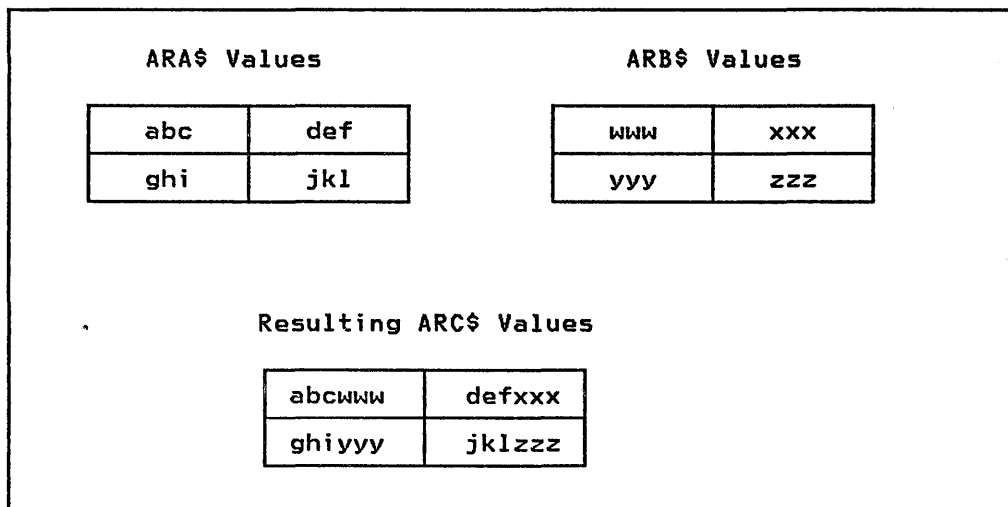 ARA$ Values ARB$ Values
abc def www xxx
ghi jkl yyy zzz
Resulting ARC$ Values
abcwww defxxx
ghiyyy jklzzz